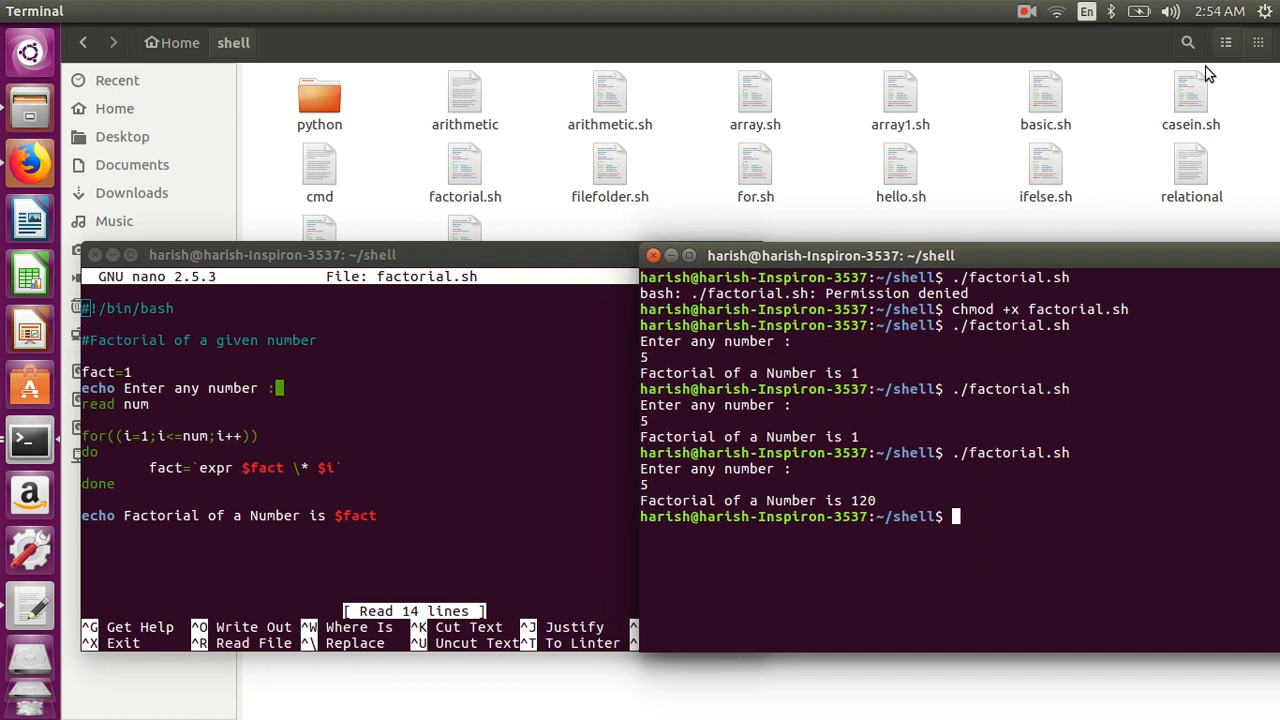 Terminal
En
2:54 AM
Home
shell
Recent
Home
Desktop
Documents
Downloads
Music
python
arithmetic
arithmetic.sh
array.sh
array1.sh
basic.sh
casein.sh
cmd
factorial.sh
filefolder.sh
for.sh
hello.sh
ifelse.sh
relational
harish@harish-Inspiron-3537: ~/shell
GNU nano 2.5.3 File: factorial.sh
#!/bin/bash
#Factorial of a given number
fact=1
echo Enter any number :
read num
for((i=1;i<=num;i++))
do
fact=`expr $fact \* $i`
done
echo Factorial of a Number is $fact
[ Read 14 lines ]
^G Get Help ^O Write Out ^W Where Is ^K Cut Text ^J Justify ^
^X Exit ^R Read File ^\ Replace ^U Uncut Text ^T To Linter ^
harish@harish-Inspiron-3537: ~/shell
harish@harish-Inspiron-3537:~/shell$ ./factorial.sh
bash: ./factorial.sh: Permission denied
harish@harish-Inspiron-3537:~/shell$ chmod +x factorial.sh
harish@harish-Inspiron-3537:~/shell$ ./factorial.sh
Enter any number :
5
Factorial of a Number is 1
harish@harish-Inspiron-3537:~/shell$ ./factorial.sh
Enter any number :
5
Factorial of a Number is 1
harish@harish-Inspiron-3537:~/shell$ ./factorial.sh
Enter any number :
5
Factorial of a Number is 120
harish@harish-Inspiron-3537:~/shell$